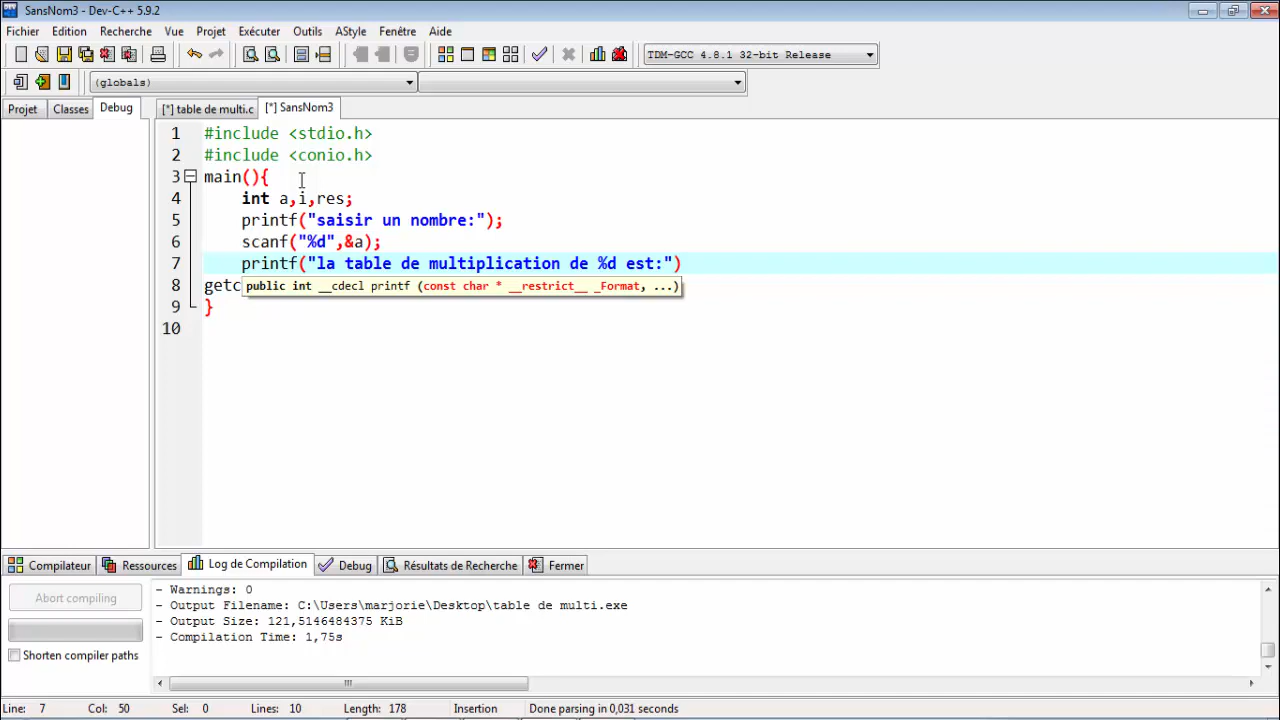 SansNom3 - Dev-C++ 5.9.2
Fichier Edition Recherche Vue Projet Exécuter Outils AStyle Fenêtre Aide
TDM-GCC 4.8.1 32-bit Release
(globals)
Projet Classes Debug [*] table de multi.c [*] SansNom3
1 #include <stdio.h>
2 #include <conio.h>
3 main(){
4 int a,i,res;
5 printf("saisir un nombre:");
6 scanf("%d",&a);
7 printf("la table de multiplication de %d est:")
8 getc public int __cdecl printf (const char * __restrict__ _Format, ...)
9 }
10
Compilateur Ressources Log de Compilation Debug Résultats de Recherche Fermer
Abort compiling
Shorten compiler paths
- Warnings: 0
- Output Filename: C:\Users\marjorie\Desktop\table de multi.exe
- Output Size: 121,5146484375 KiB
- Compilation Time: 1,75s
Line: 7 Col: 50 Sel: 0 Lines: 10 Length: 178 Insertion Done parsing in 0,031 seconds